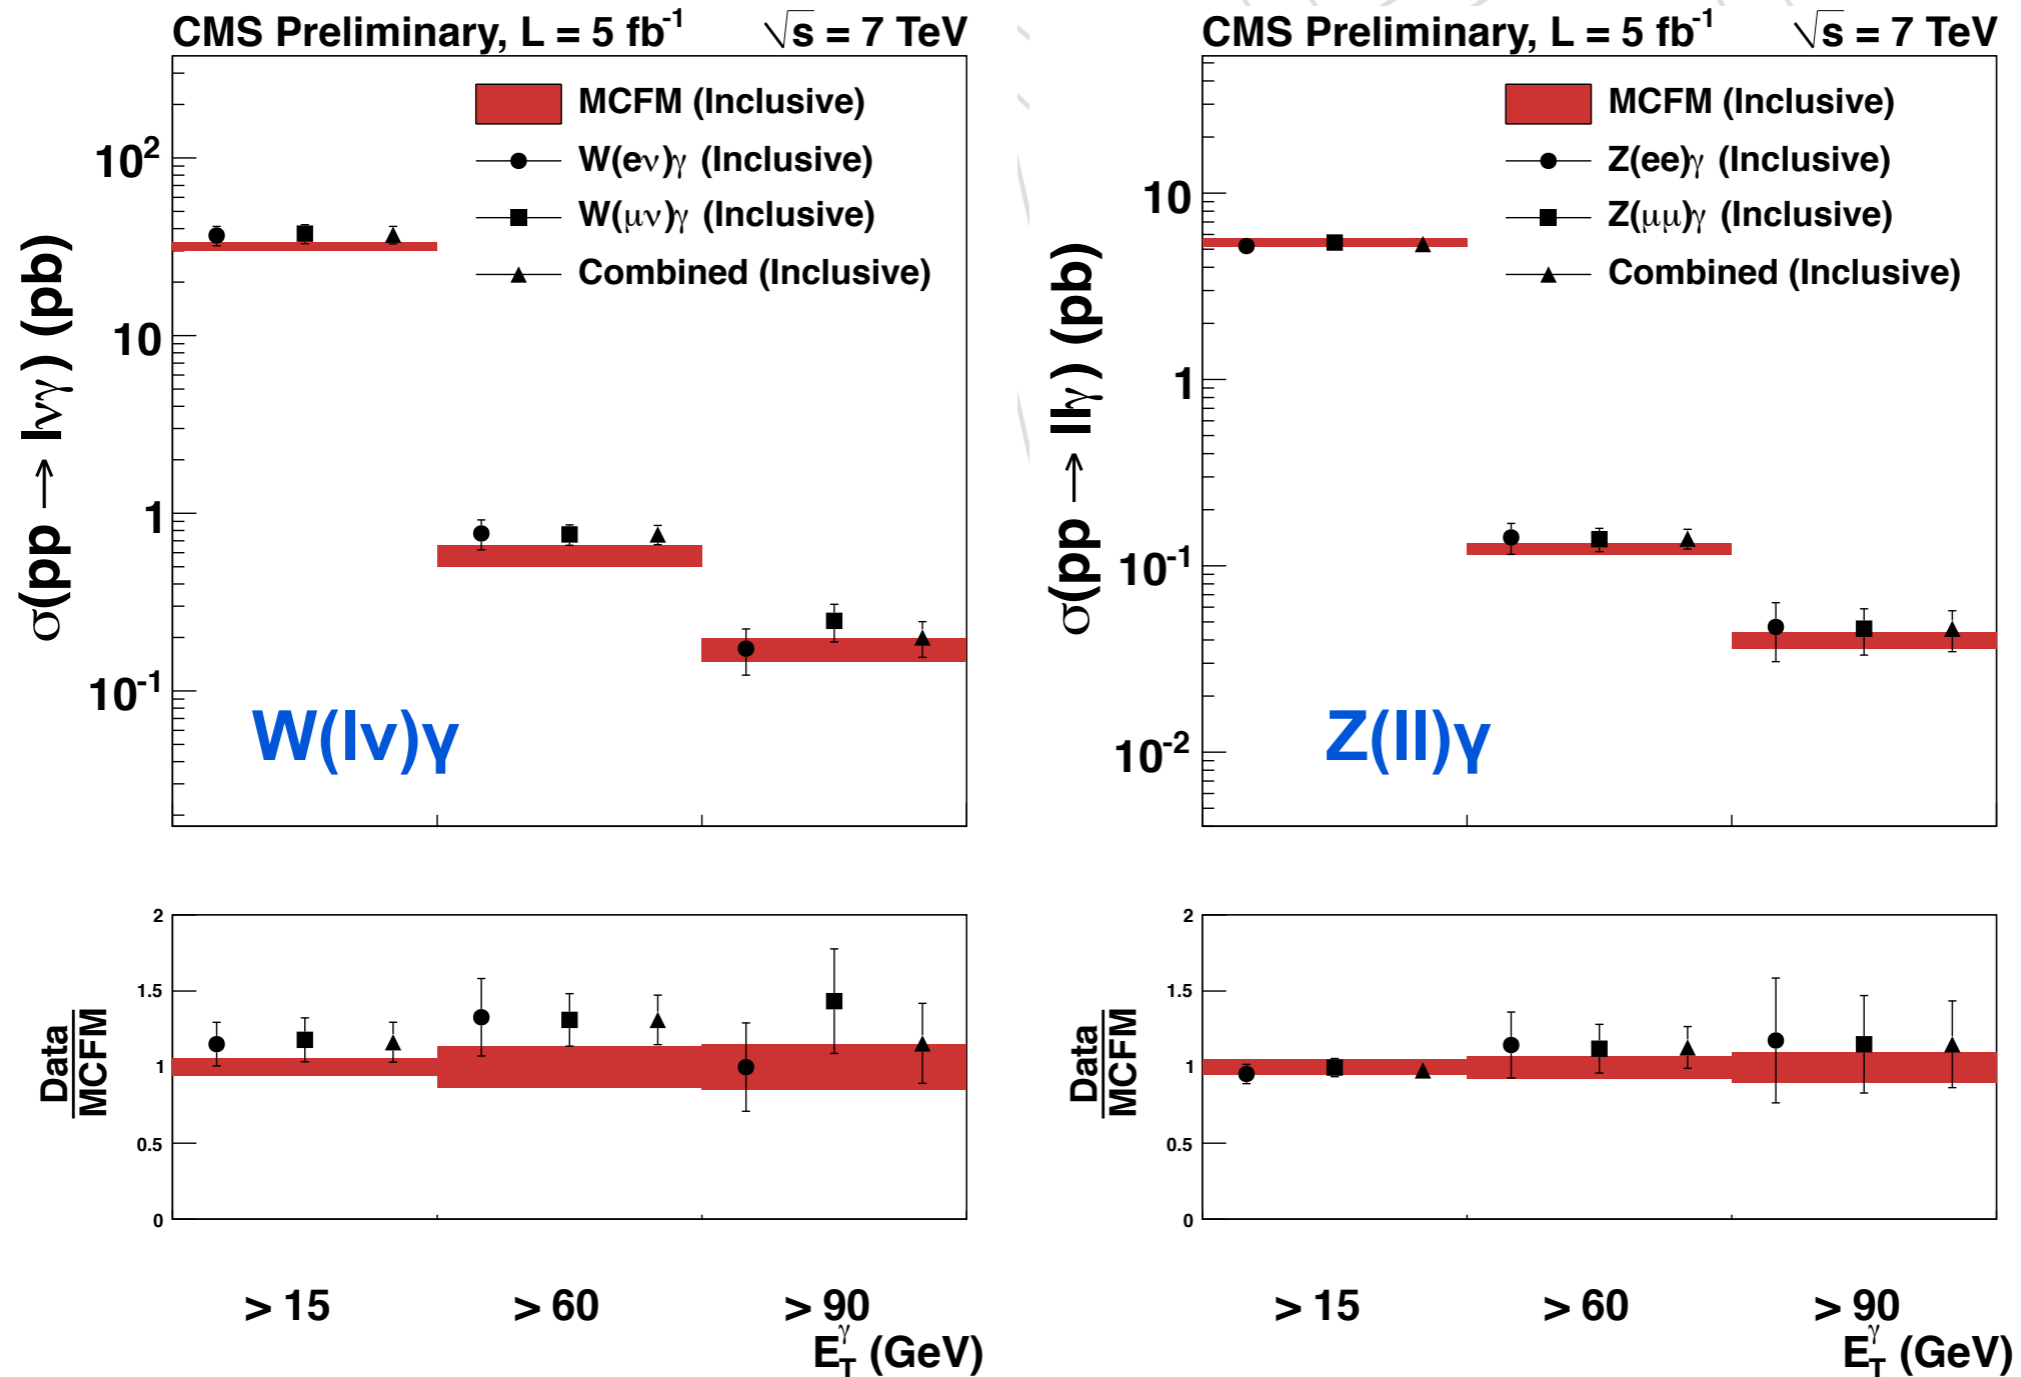 CMS Preliminary, L = 5 fb⁻¹ √s = 7 TeV
MCFM (Inclusive)
W(eν)γ (Inclusive)
W(μν)γ (Inclusive)
Combined (Inclusive)
10²
10
1
10⁻¹
σ(pp → lνγ) (pb)
W(lν)γ
2
1.5
1
0.5
0
Data
MCFM
> 15 > 60 > 90
E_T^γ (GeV)
CMS Preliminary, L = 5 fb⁻¹ √s = 7 TeV
MCFM (Inclusive)
Z(ee)γ (Inclusive)
Z(μμ)γ (Inclusive)
Combined (Inclusive)
10
1
10⁻¹
10⁻²
σ(pp → llγ) (pb)
Z(ll)γ
2
1.5
1
0.5
0
Data
MCFM
> 15 > 60 > 90
E_T^γ (GeV)